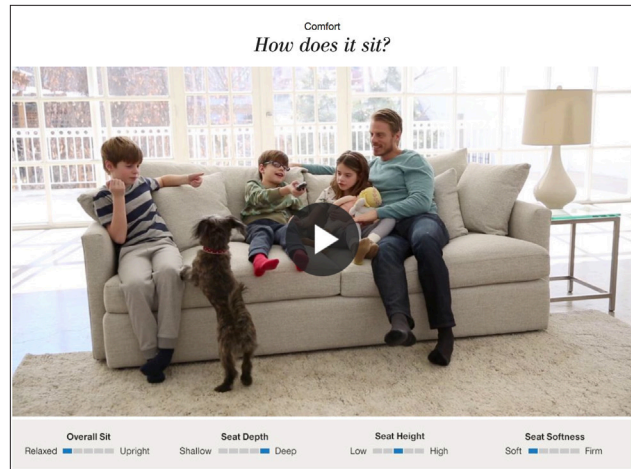 Comfort
How does it sit?
Overall Sit
Relaxed Upright
Seat Depth
Shallow Deep
Seat Height
Low High
Seat Softness
Soft Firm